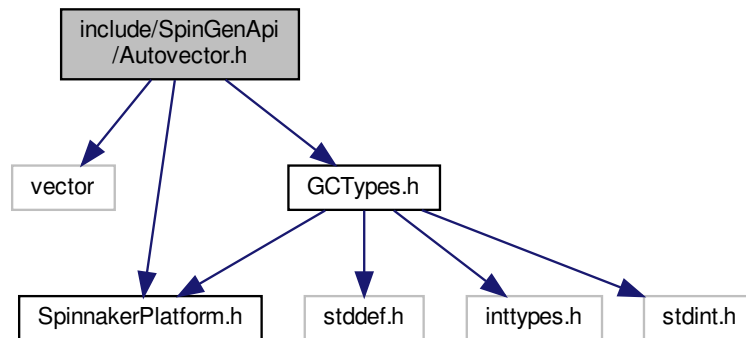 include/SpinGenApi
/Autovector.h
vector
GCTypes.h
SpinnakerPlatform.h
stddef.h
inttypes.h
stdint.h